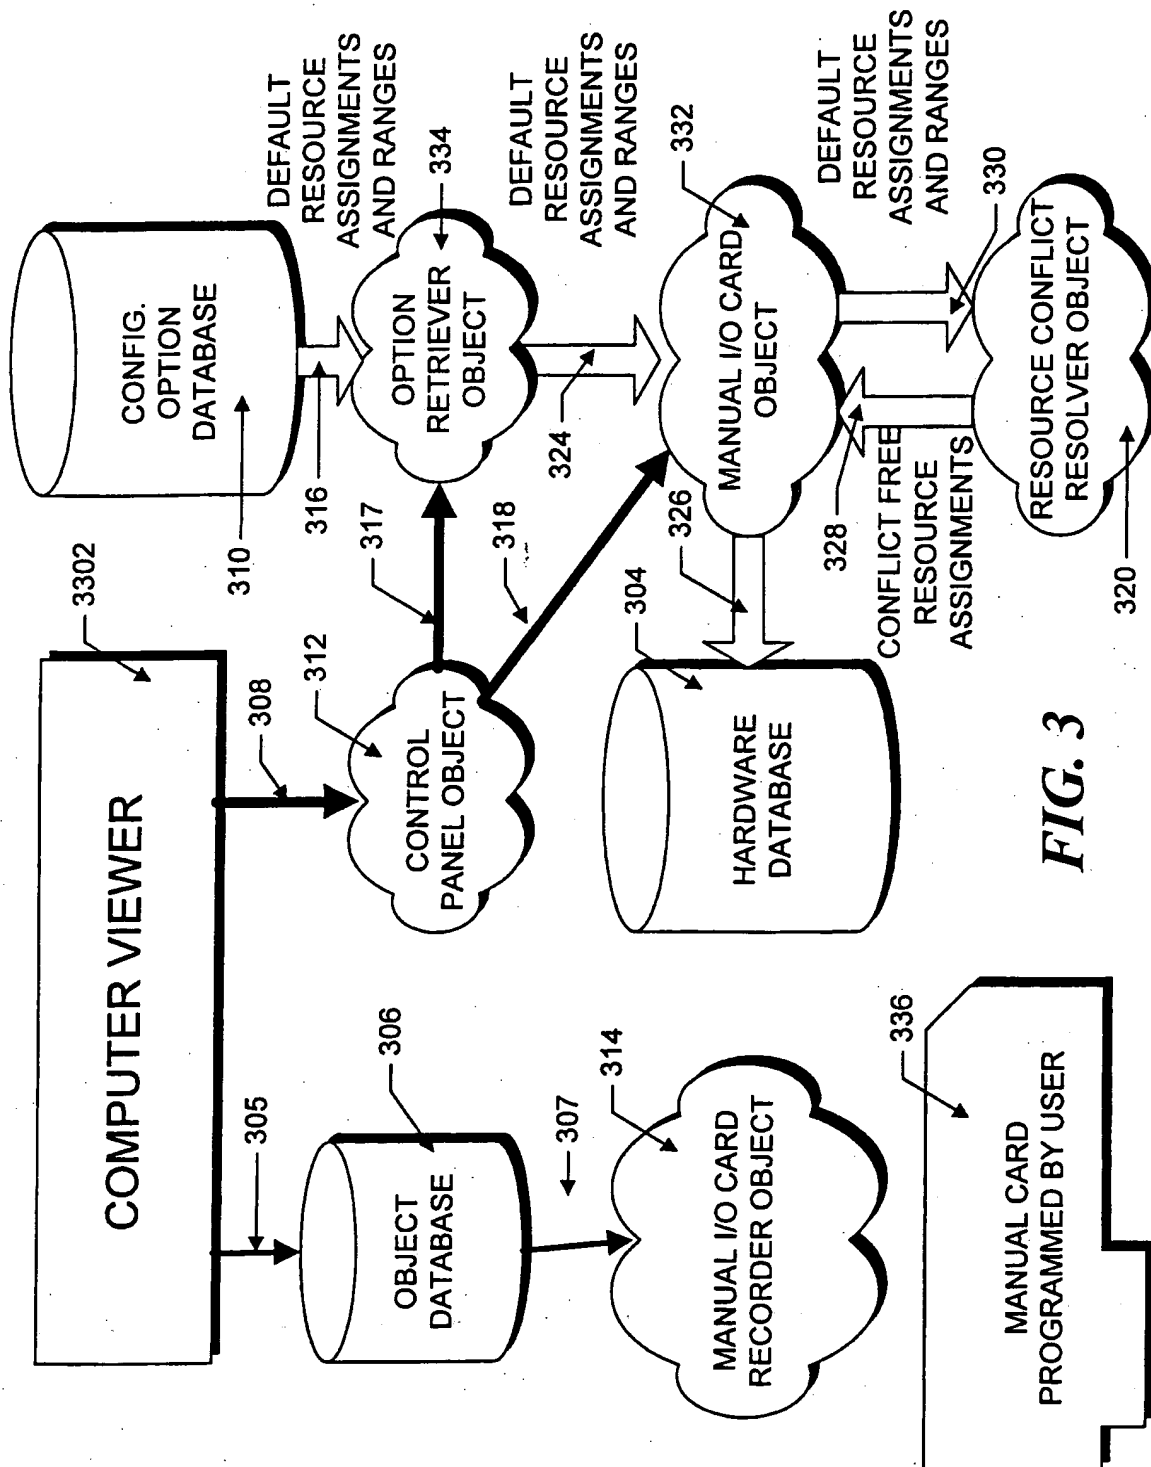 COMPUTER VIEWER
3302
305
308
OBJECT
DATABASE
306
307
MANUAL I/O CARD
RECORDER OBJECT
314
MANUAL CARD
PROGRAMMED BY USER
336
CONTROL
PANEL OBJECT
312
317
318
CONFIG.
OPTION
DATABASE
310
316
DEFAULT
RESOURCE
ASSIGNMENTS
AND RANGES
OPTION
RETRIEVER
OBJECT
334
324
DEFAULT
RESOURCE
ASSIGNMENTS
AND RANGES
HARDWARE
DATABASE
304
326
MANUAL I/O CARD
OBJECT
332
328
CONFLICT FREE
RESOURCE
ASSIGNMENTS
DEFAULT
RESOURCE
ASSIGNMENTS
AND RANGES
330
RESOURCE CONFLICT
RESOLVER OBJECT
320
FIG. 3